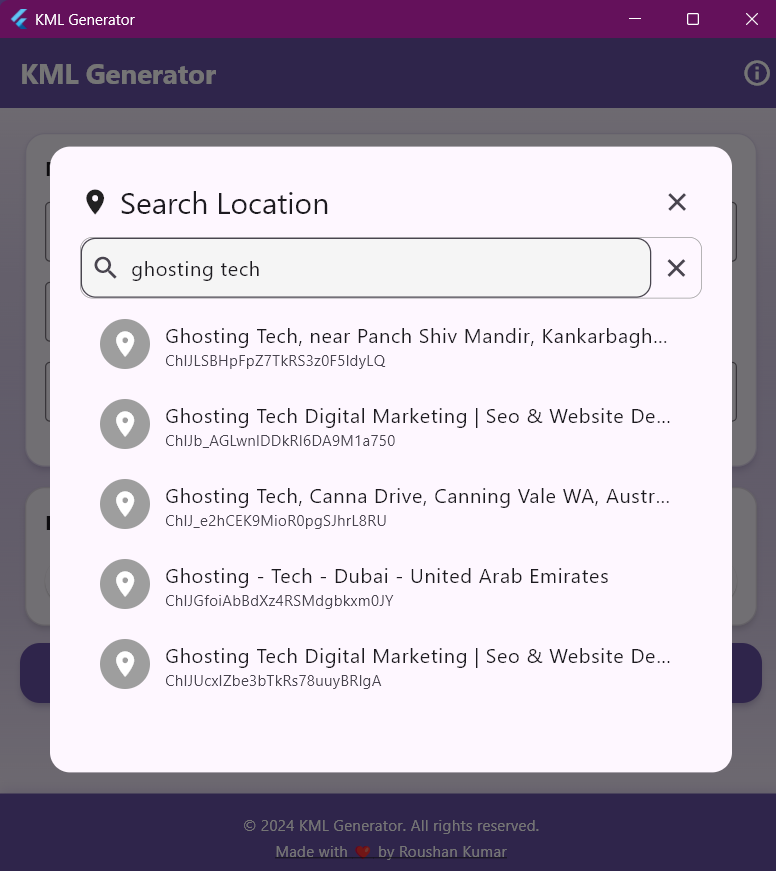 KML Generator
KML Generator
Search Location
ghosting tech
Ghosting Tech, near Panch Shiv Mandir, Kankarbagh...
ChIJLSBHpFpZ7TkRS3z0F5IdyLQ
Ghosting Tech Digital Marketing | Seo & Website De...
ChIJb_AGLwnIDDkRI6DA9M1a750
Ghosting Tech, Canna Drive, Canning Vale WA, Austr...
ChIJ_e2hCEK9MioR0pgSJhrL8RU
Ghosting - Tech - Dubai - United Arab Emirates
ChIJGfoiAbBdXz4RSMdgbkxm0JY
Ghosting Tech Digital Marketing | Seo & Website De...
ChIJUcxIZbe3bTkRs78uuyBRIgA
© 2024 KML Generator. All rights reserved.
Made with ❤️ by Roushan Kumar